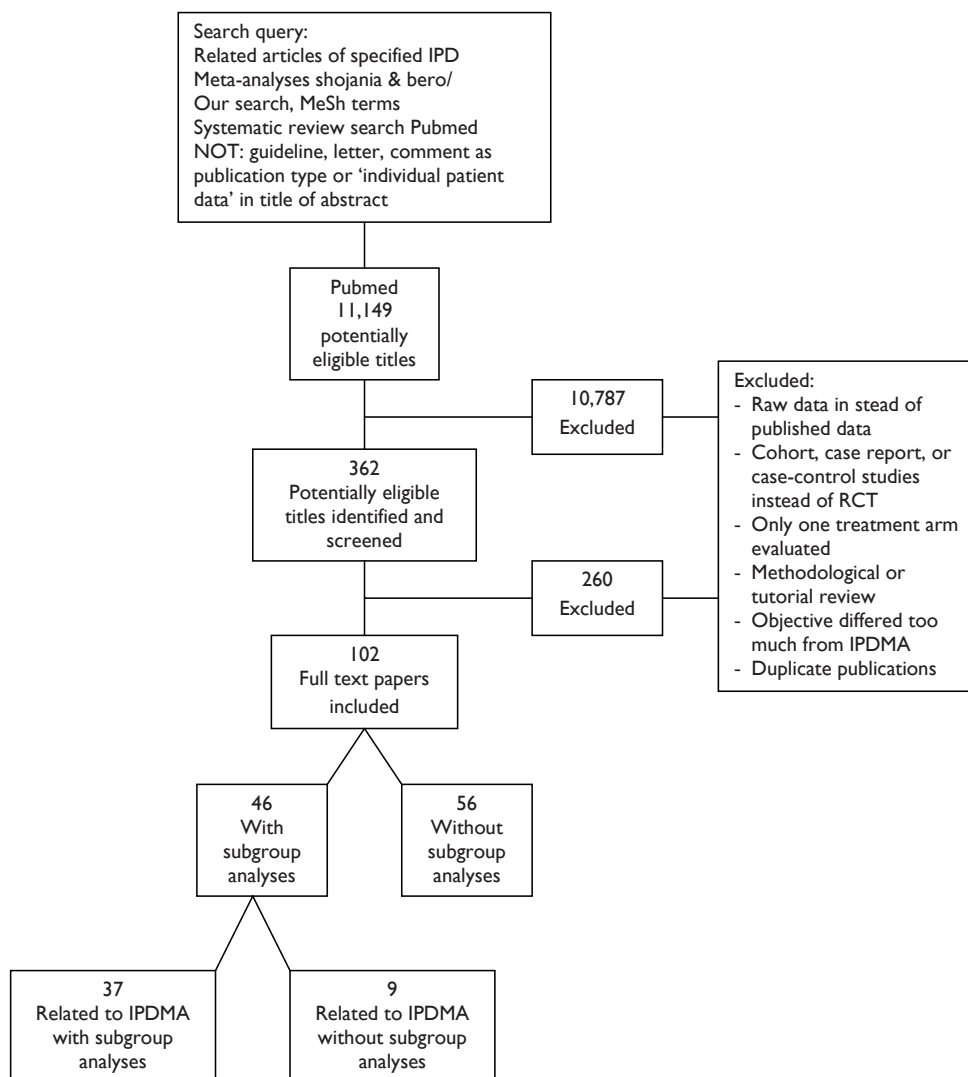 Search query:
Related articles of specified IPD
Meta-analyses shojania & bero/
Our search, MeSh terms
Systematic review search Pubmed
NOT: guideline, letter, comment as
publication type or ‘individual patient
data’ in title of abstract
Pubmed
11,149
potentially
eligible titles
10,787
Excluded
Excluded:
- Raw data in stead of
published data
- Cohort, case report, or
case-control studies
instead of RCT
- Only one treatment arm
evaluated
- Methodological or
tutorial review
- Objective differed too
much from IPDMA
- Duplicate publications
362
Potentially eligible
titles identified and
screened
260
Excluded
102
Full text papers
included
46
With
subgroup
analyses
56
Without
subgroup
analyses
37
Related to IPDMA
with subgroup
analyses
9
Related to IPDMA
without subgroup
analyses